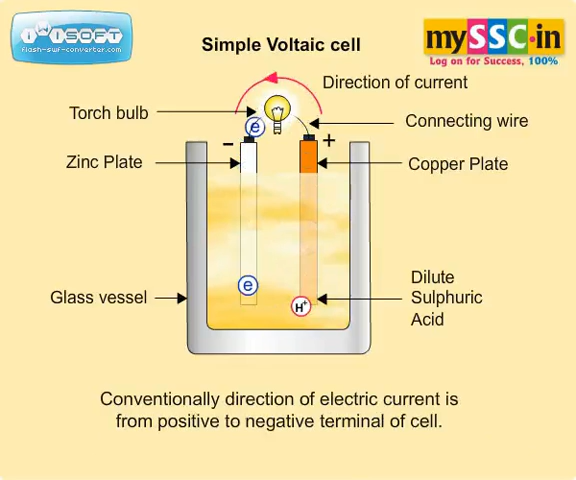 iwisoft
flash-swf-converter.com
mySSC.in
Log on for Success, 100%
Simple Voltaic cell
Direction of current
Torch bulb
Connecting wire
e
- +
Zinc Plate
Copper Plate
e
H+
Glass vessel
Dilute
Sulphuric
Acid
Conventionally direction of electric current is
from positive to negative terminal of cell.